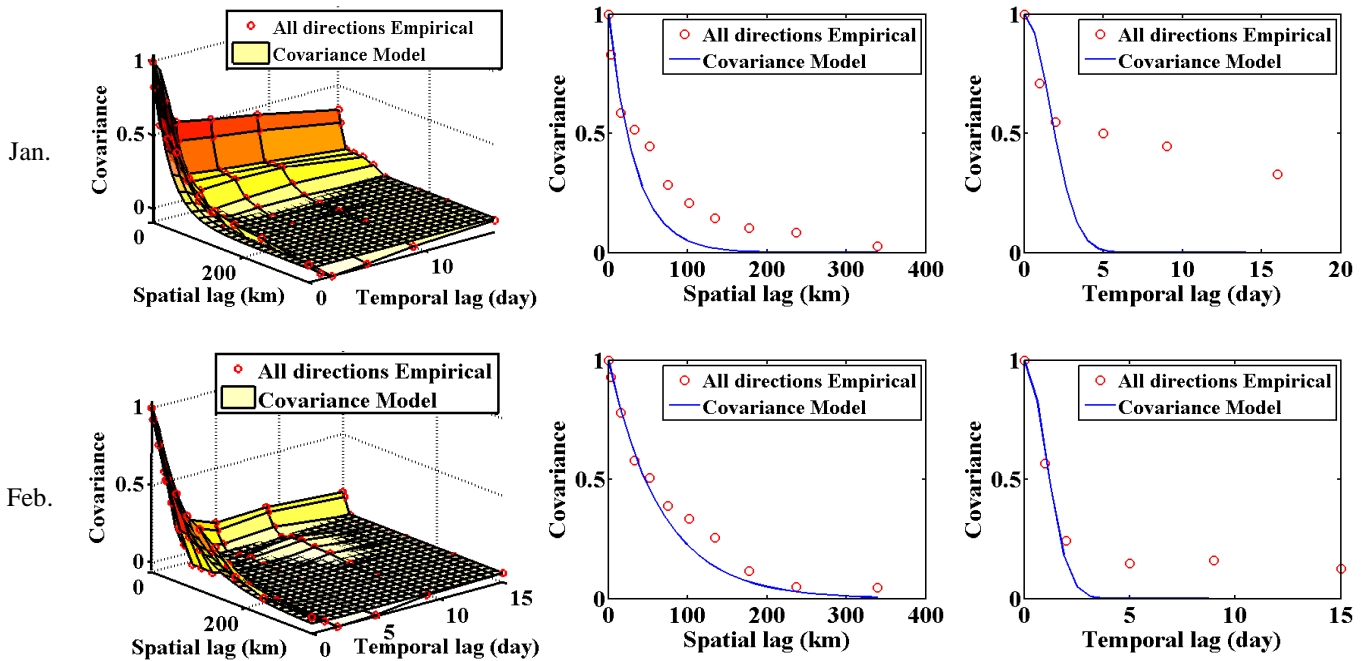 Jan.
All directions Empirical
Covariance Model
Covariance
1
0.5
0
0
200
Spatial lag (km)
0
10
Temporal lag (day)
All directions Empirical
Covariance Model
Covariance
1
0.5
0
0 100 200 300 400
Spatial lag (km)
All directions Empirical
Covariance Model
Covariance
1
0.5
0
0 5 10 15 20
Temporal lag (day)
Feb.
All directions Empirical
Covariance Model
Covariance
1
0.5
0
0
200
Spatial lag (km)
0 5 10 15
Temporal lag (day)
All directions Empirical
Covariance Model
Covariance
1
0.5
0
0 100 200 300 400
Spatial lag (km)
All directions Empirical
Covariance Model
Covariance
1
0.5
0
0 5 10 15
Temporal lag (day)